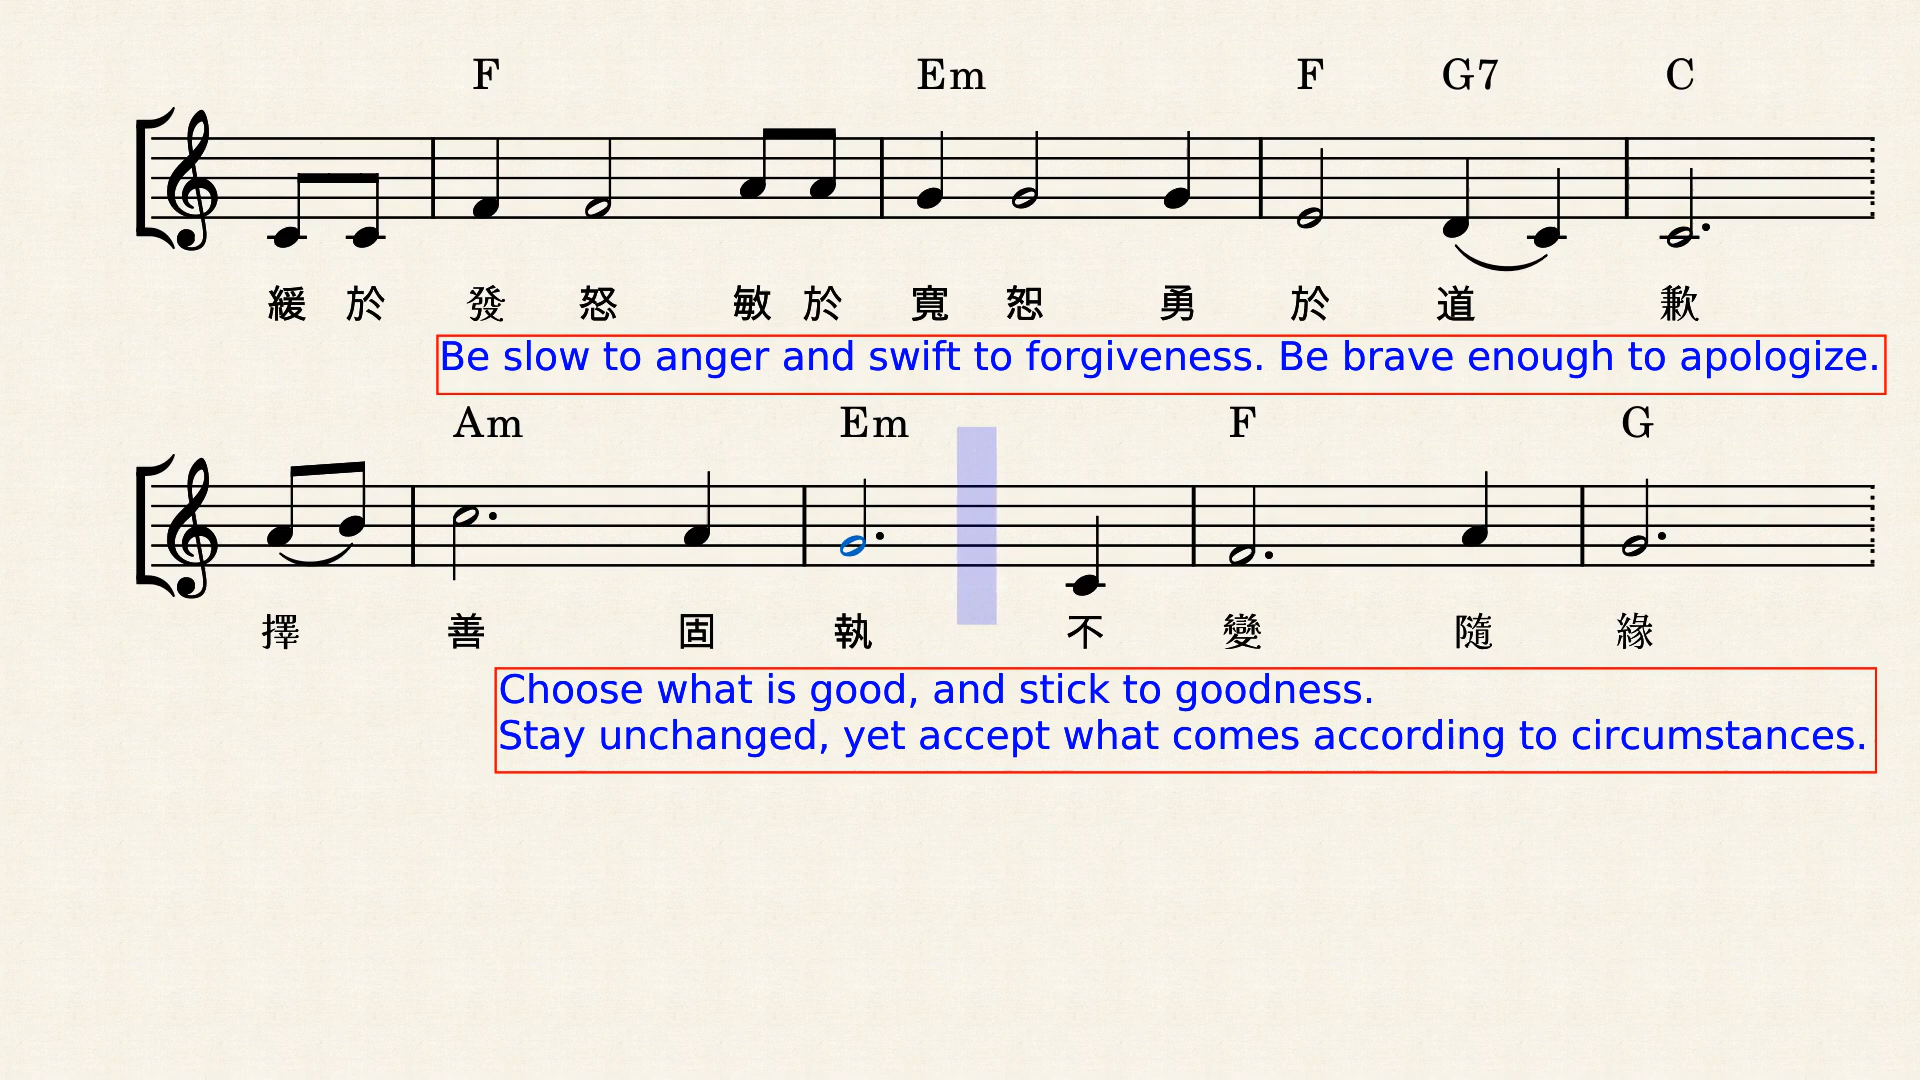 F Em F G7 C
緩 於 發 怒 敏 於 寬 恕 勇 於 道 歉
Be slow to anger and swift to forgiveness. Be brave enough to apologize.
Am Em F G
擇 善 固 執 不 變 隨 緣
Choose what is good, and stick to goodness.
Stay unchanged, yet accept what comes according to circumstances.